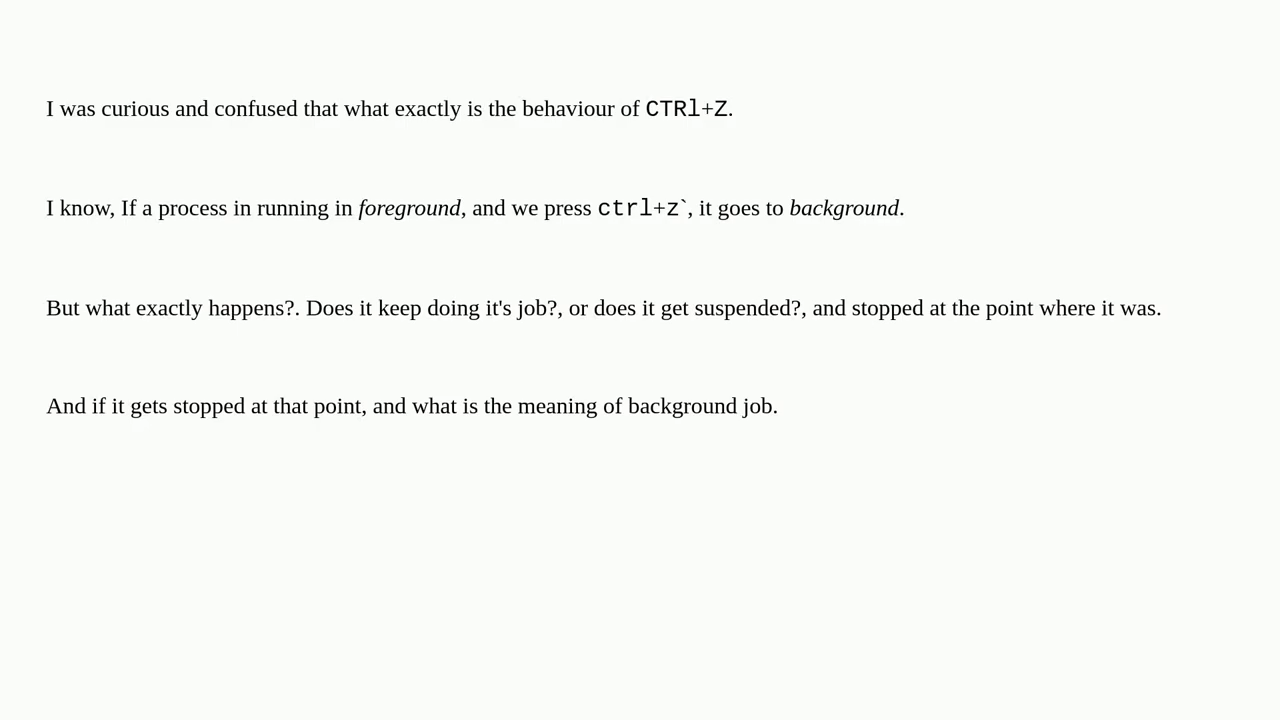 I was curious and confused that what exactly is the behaviour of CTRl+Z.
I know, If a process in running in foreground, and we press ctrl+z`, it goes to background.
But what exactly happens?. Does it keep doing it's job?, or does it get suspended?, and stopped at the point where it was.
And if it gets stopped at that point, and what is the meaning of background job.